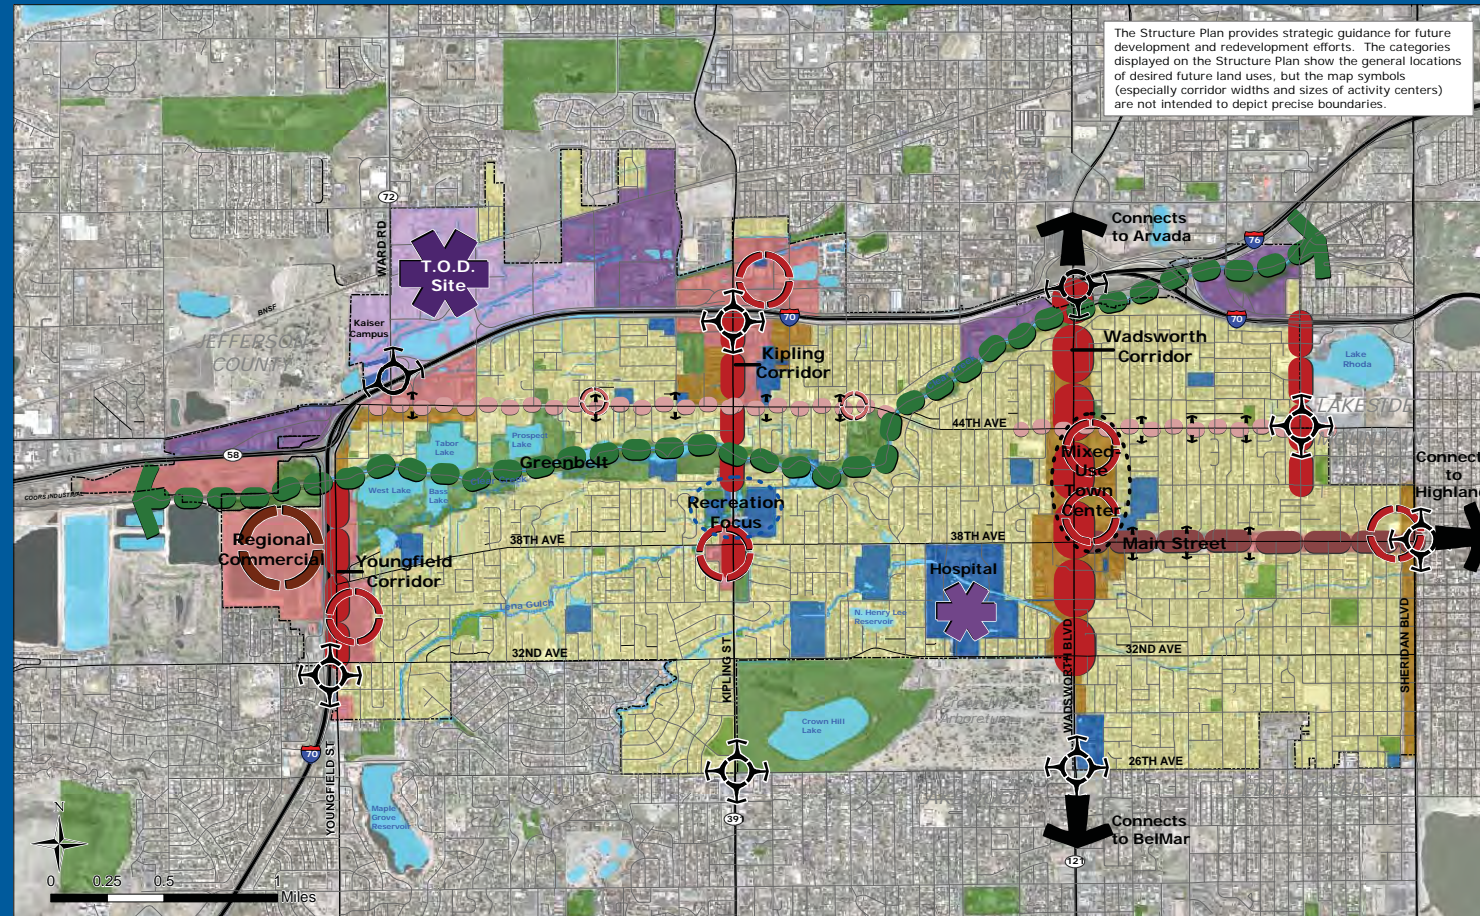 The Structure Plan provides strategic guidance for future
development and redevelopment efforts. The categories
displayed on the Structure Plan show the general locations
of desired future land uses, but the map symbols
(especially corridor widths and sizes of activity centers)
are not intended to depict precise boundaries.
72
WARD RD
Connects
to Arvada
76
T.O.D.
Site
BNSF
Kaiser
Campus
JEFFERSON
COUNTY
70
70
Kipling
Corridor
Wadsworth
Corridor
Lake
Rhoda
LAKESIDE
44TH AVE
58
Tabor
Lake
Prospect
Lake
Greenbelt
Mixed-
Use
Town
Center
Connects
to
Highland
COORS INDUSTRIAL
West Lake
Bass
Lake
Recreation
Focus
Regional
Commercial
38TH AVE
38TH AVE
Main Street
Youngfield
Corridor
Hospital
Lena Gulch
N. Henry Lee
Reservoir
32ND AVE
32ND AVE
KIPLING ST
WADSWORTH BLVD
SHERIDAN BLVD
Crown Hill
Lake
70
YOUNGFIELD ST
26TH AVE
Maple
Grove
Reservoir
391
Connects
to BelMar
121
N
0 0.25 0.5 1
Miles